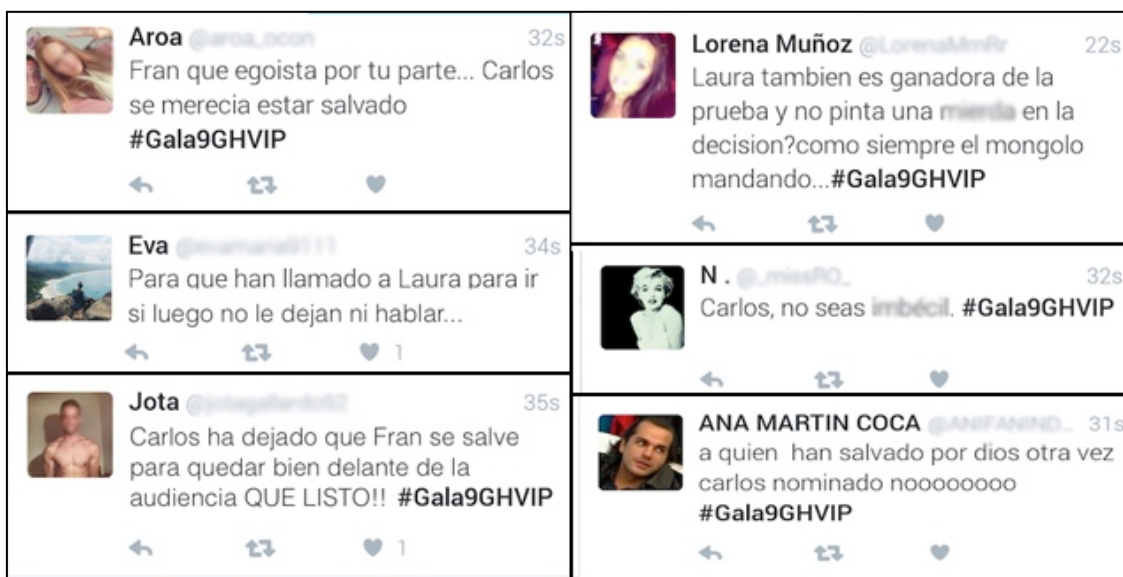 Aroa 32s
Fran que egoista por tu parte... Carlos
se merecia estar salvado
#Gala9GHVIP
Eva 34s
Para que han llamado a Laura para ir
si luego no le dejan ni hablar...
1
Jota 35s
Carlos ha dejado que Fran se salve
para quedar bien delante de la
audiencia QUE LISTO!! #Gala9GHVIP
1
Lorena Muñoz 22s
Laura tambien es ganadora de la
prueba y no pinta una mierda en la
decision?como siempre el mongolo
mandando...#Gala9GHVIP
N . 32s
Carlos, no seas imbécil. #Gala9GHVIP
ANA MARTIN COCA 31s
a quien han salvado por dios otra vez
carlos nominado noooooooo
#Gala9GHVIP